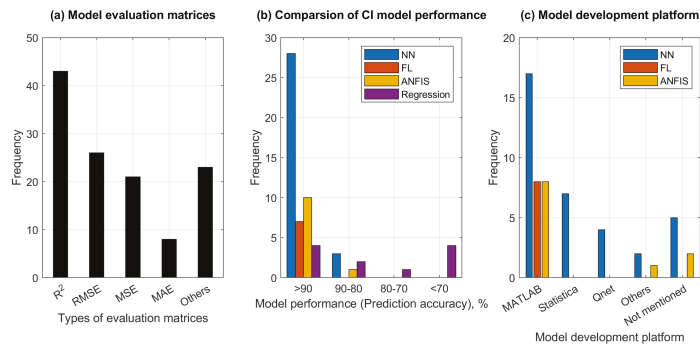 (a) Model evaluation matrices
50
40
30
20
10
0
Frequency
R²
RMSE
MSE
MAE
Others
Types of evaluation matrices
(b) Comparsion of CI model performance
30
25
20
15
10
5
0
Frequency
NN
FL
ANFIS
Regression
>90
90-80
80-70
<70
Model performance (Prediction accuracy), %
(c) Model development platform
20
15
10
5
0
Frequency
NN
FL
ANFIS
MATLAB
Statistica
Qnet
Others
Not mentioned
Model development platform